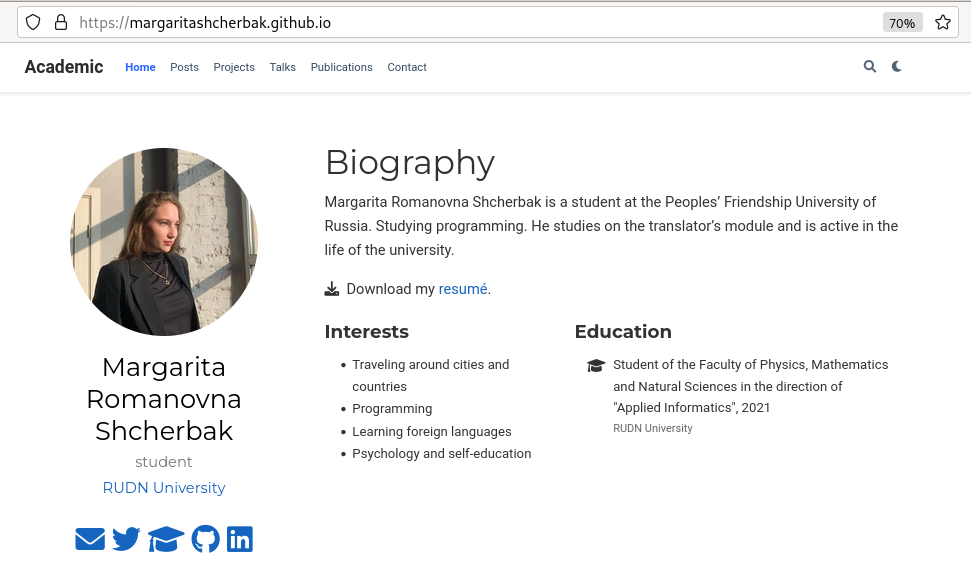 https://margaritashcherbak.github.io
70%
Academic
Home Posts Projects Talks Publications Contact
Biography
Margarita Romanovna Shcherbak is a student at the Peoples’ Friendship University of
Russia. Studying programming. He studies on the translator’s module and is active in the
life of the university.
Download my resumé.
Margarita
Romanovna
Shcherbak
student
RUDN University
Interests
Traveling around cities and
countries
Programming
Learning foreign languages
Psychology and self-education
Education
Student of the Faculty of Physics, Mathematics
and Natural Sciences in the direction of
"Applied Informatics", 2021
RUDN University
in